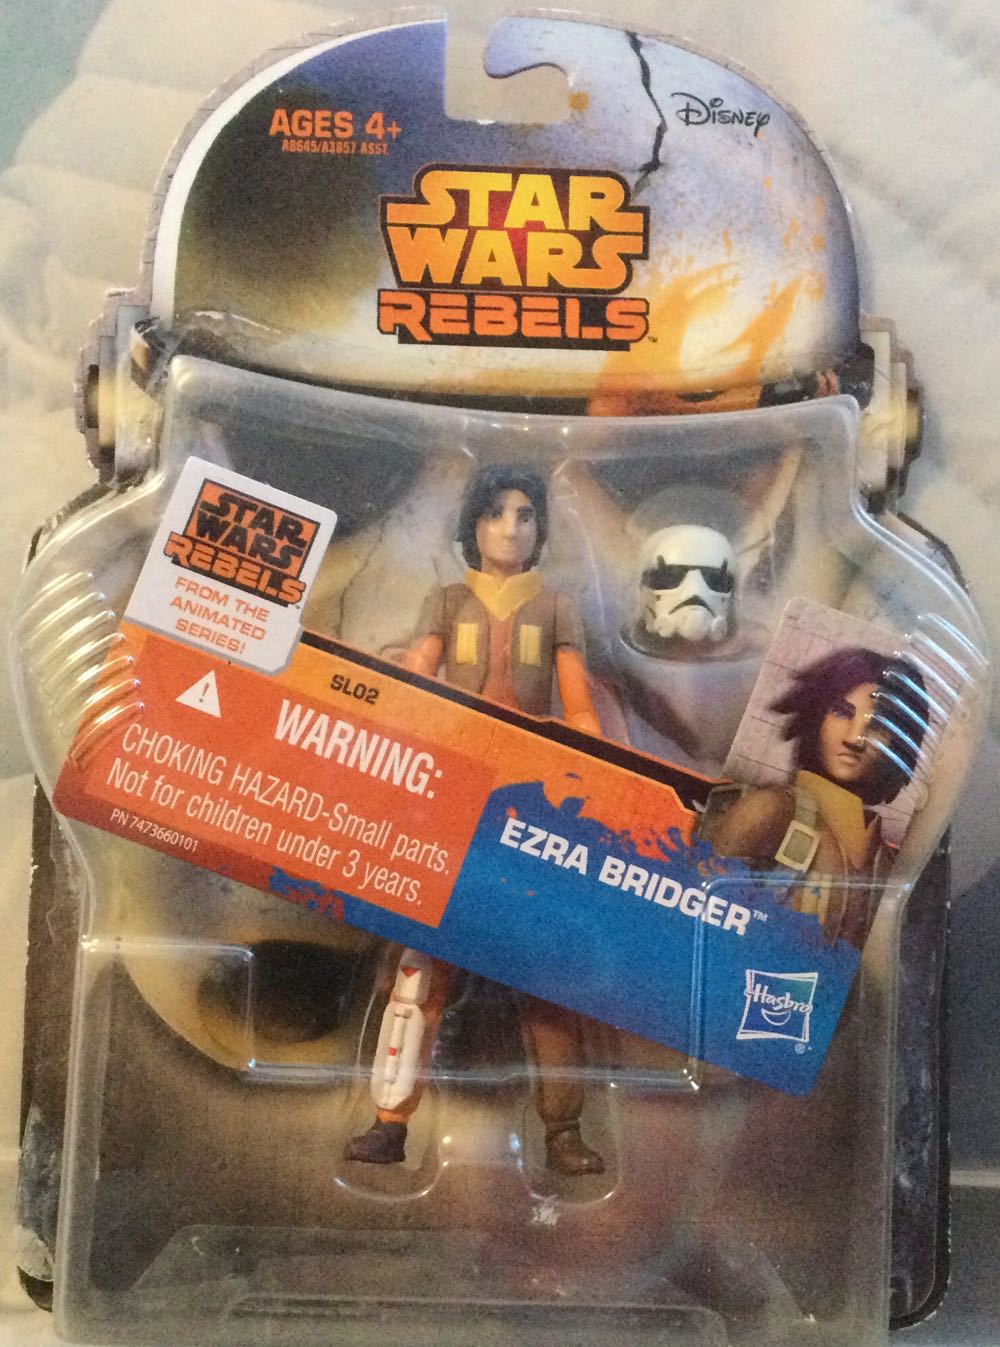 AGES 4+
A8645/A3857 ASST.
Disney
STAR
WARS
REBELS™
STAR
WARS
REBELS
FROM THE
ANIMATED
SERIES!
SL02
WARNING:
CHOKING HAZARD-Small parts.
Not for children under 3 years.
PN 7473660101
EZRA BRIDGER™
Hasbro
®